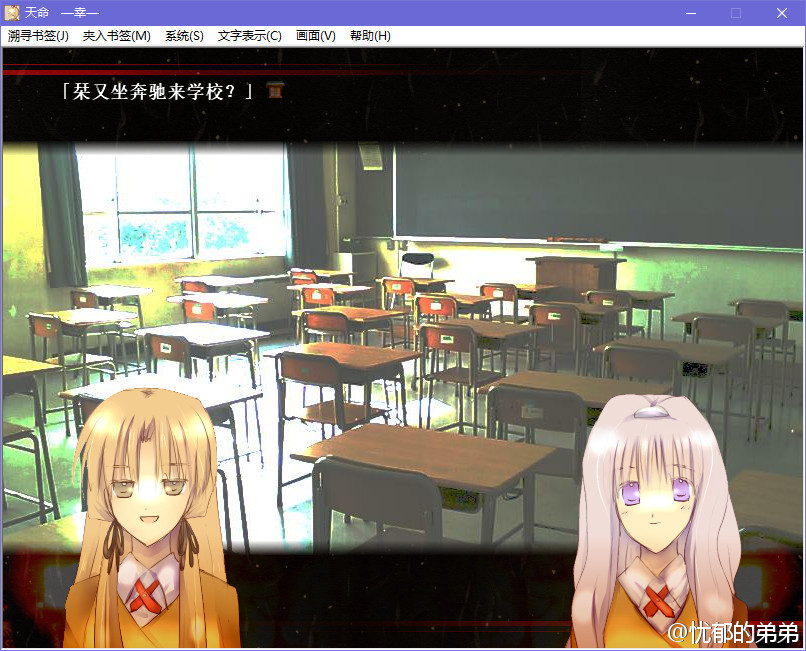 天命 —幸—
溯寻书签(J) 夹入书签(M) 系统(S) 文字表示(C) 画面(V) 帮助(H)
「栞又坐奔驰来学校？」
@忧郁的弟弟